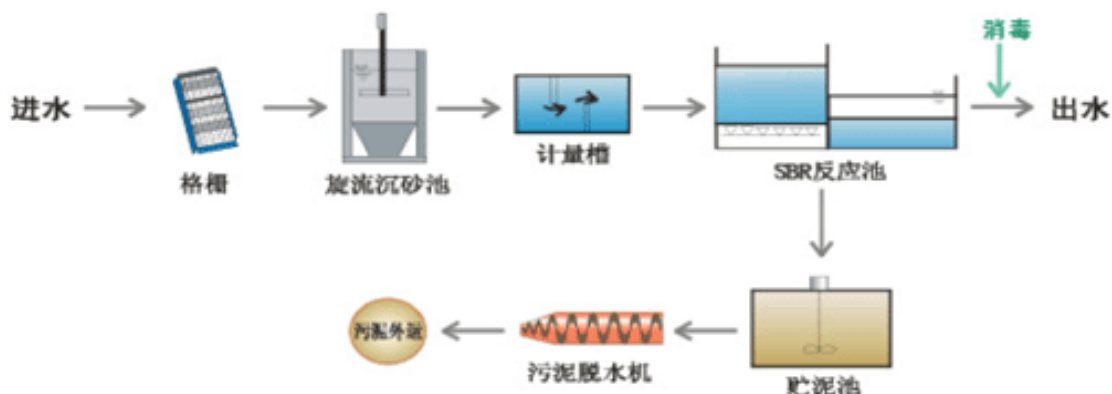 消毒
进水
出水
格栅
旋流沉砂池
计量槽
SBR反应池
污泥外运
污泥脱水机
贮泥池